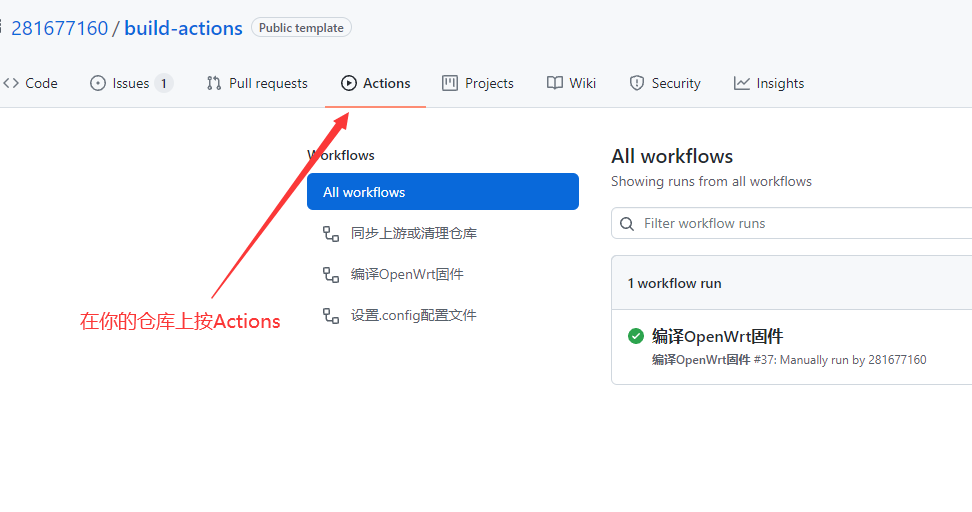 281677160 / build-actions Public template
Code Issues 1 Pull requests Actions Projects Wiki Security Insights
Workflows
All workflows
同步上游或清理仓库
编译OpenWrt固件
设置.config配置文件
在你的仓库上按Actions
All workflows
Showing runs from all workflows
Filter workflow runs
1 workflow run
编译OpenWrt固件
编译OpenWrt固件 #37: Manually run by 281677160